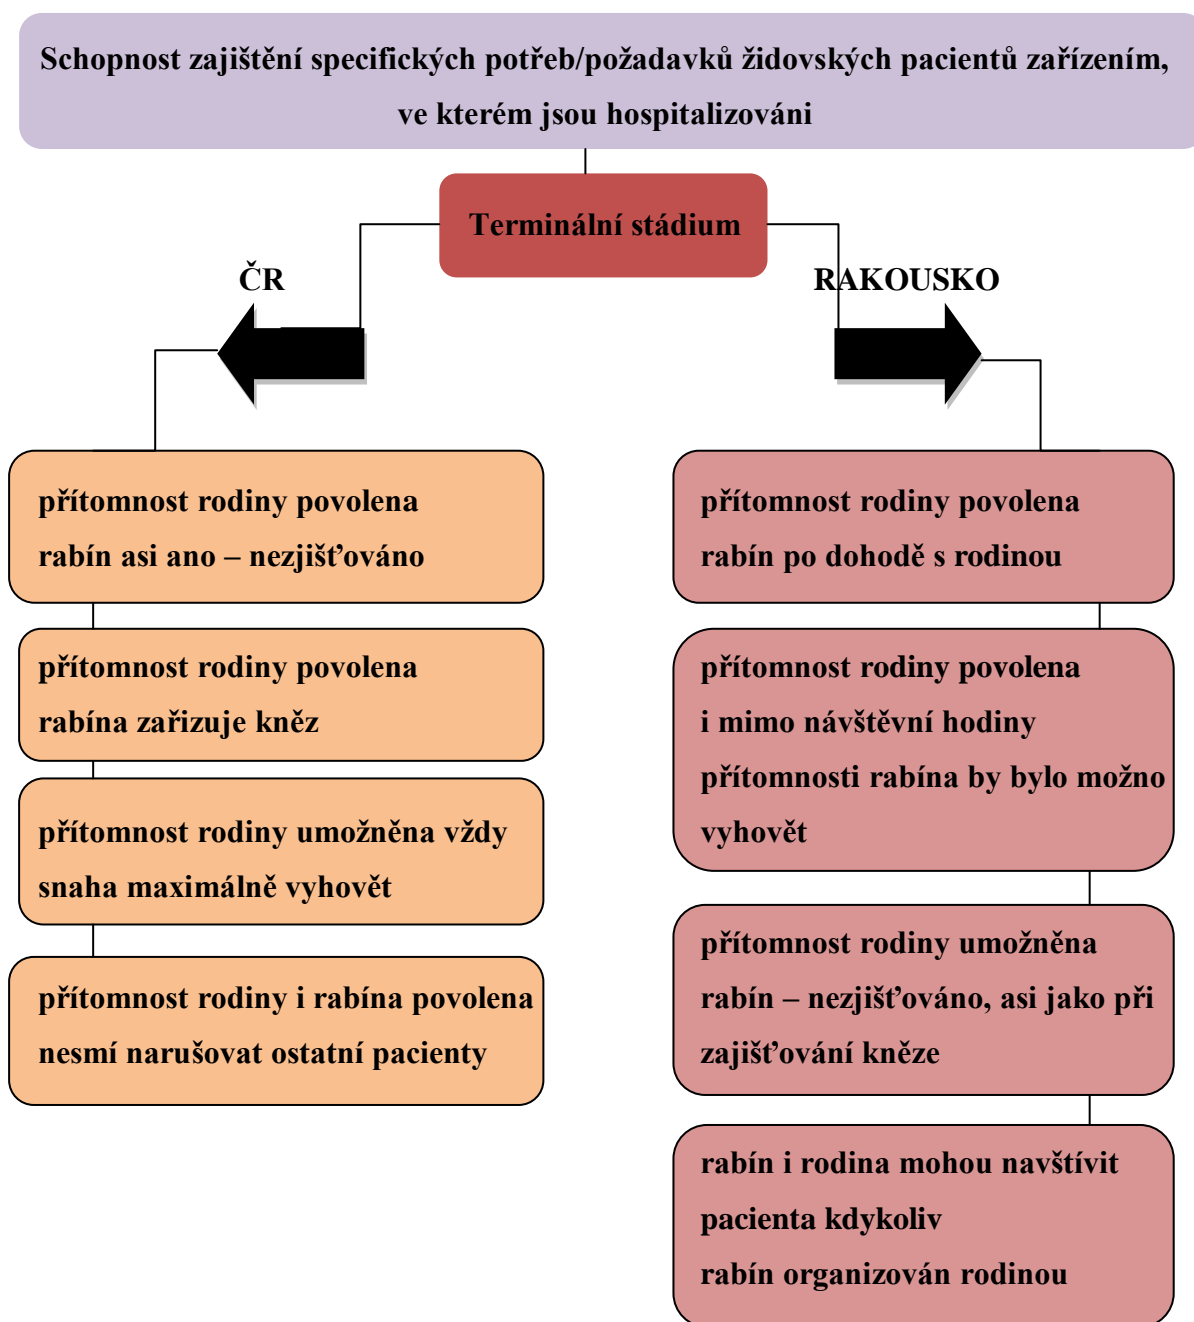 Schopnost zajištění specifických potřeb/požadavků židovských pacientů zařízením,
ve kterém jsou hospitalizováni
Terminální stádium
ČR
RAKOUSKO
přítomnost rodiny povolena
rabín asi ano – nezjišťováno
přítomnost rodiny povolena
rabína zařizuje kněz
přítomnost rodiny umožněna vždy
snaha maximálně vyhovět
přítomnost rodiny i rabína povolena
nesmí narušovat ostatní pacienty
přítomnost rodiny povolena
rabín po dohodě s rodinou
přítomnost rodiny povolena
i mimo návštěvní hodiny
přítomnosti rabína by bylo možno
vyhovět
přítomnost rodiny umožněna
rabín – nezjišťováno, asi jako při
zajišťování kněze
rabín i rodina mohou navštívit
pacienta kdykoliv
rabín organizován rodinou